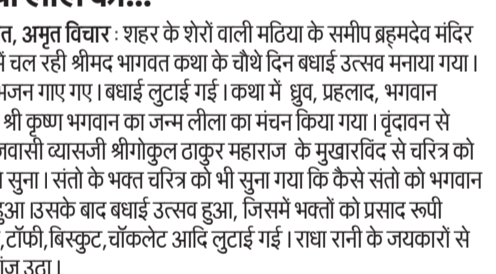 अमृत विचार : शहर के शेरों वाली मठिया के समीप ब्रह्मदेव मंदिर
चल रही श्रीमद भागवत कथा के चौथे दिन बधाई उत्सव मनाया गया।
गाए गए। बधाई लुटाई गई। कथा में ध्रुव, प्रहलाद, भगवान
श्री कृष्ण भगवान का जन्म लीला का मंचन किया गया। वृंदावन से
व्यासजी श्रीगोकुल ठाकुर महाराज के मुखारविंद से चरित्र को
सुना। संतो के भक्त चरित्र को भी सुना गया कि कैसे संतो को भगवान
हुआ।उसके बाद बधाई उत्सव हुआ, जिसमें भक्तों को प्रसाद रूपी
,टॉफी,बिस्कुट,चॉकलेट आदि लुटाई गई। राधा रानी के जयकारों से
उठा।